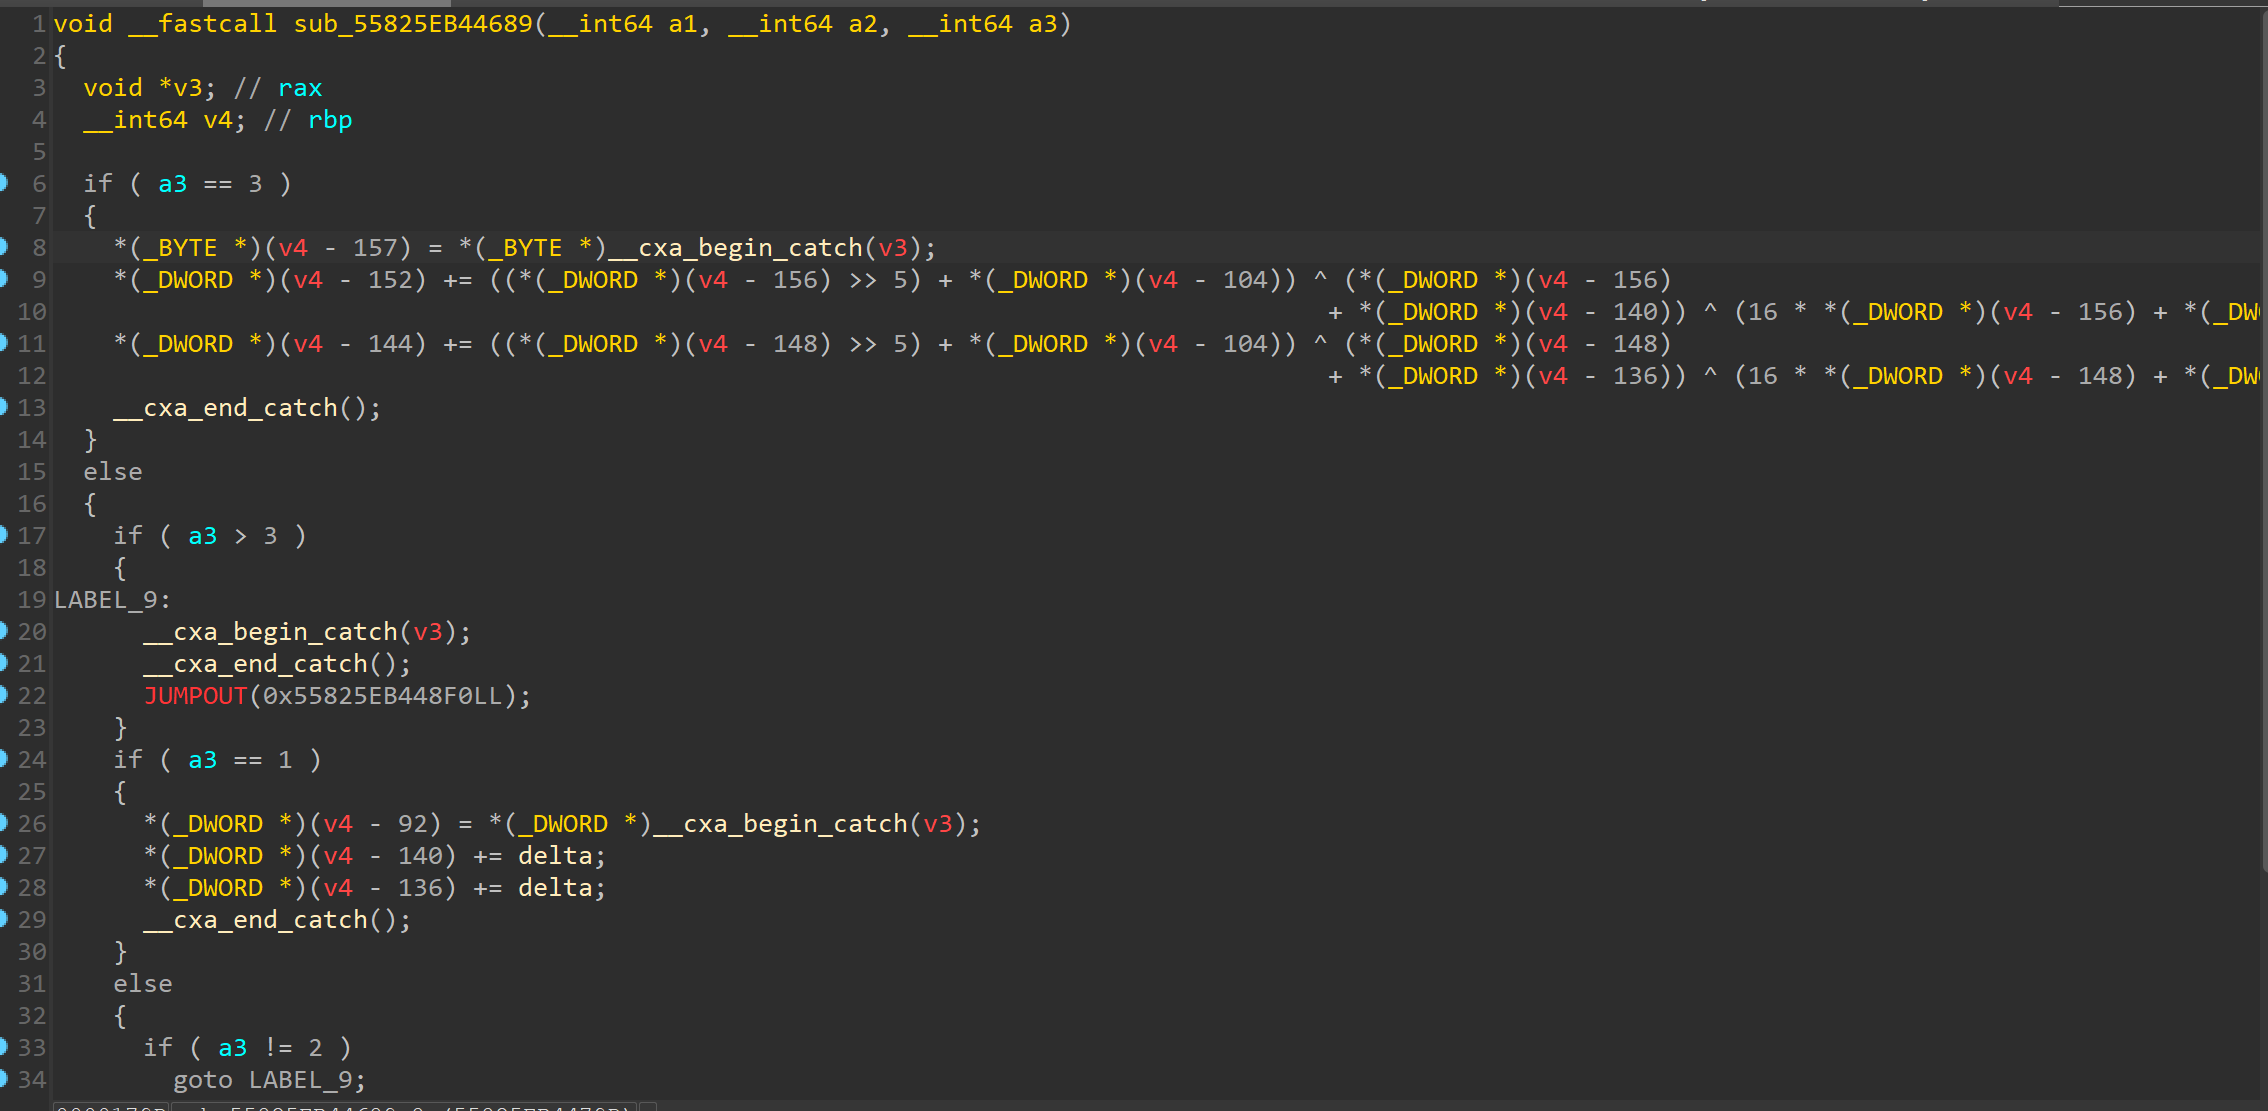 1 void __fastcall sub_55825EB44689(__int64 a1, __int64 a2, __int64 a3)
2 {
3   void *v3; // rax
4   __int64 v4; // rbp
5
6   if ( a3 == 3 )
7   {
8     *(_BYTE *)(v4 - 157) = *(_BYTE *)__cxa_begin_catch(v3);
9     *(_DWORD *)(v4 - 152) += ((*(_DWORD *)(v4 - 156) >> 5) + *(_DWORD *)(v4 - 104)) ^ (*(_DWORD *)(v4 - 156)
10                                                                                      + *(_DWORD *)(v4 - 140)) ^ (16 * *(_DWORD *)(v4 - 156) + *(_DW
11     *(_DWORD *)(v4 - 144) += ((*(_DWORD *)(v4 - 148) >> 5) + *(_DWORD *)(v4 - 104)) ^ (*(_DWORD *)(v4 - 148)
12                                                                                      + *(_DWORD *)(v4 - 136)) ^ (16 * *(_DWORD *)(v4 - 148) + *(_DW
13     __cxa_end_catch();
14   }
15   else
16   {
17     if ( a3 > 3 )
18     {
19 LABEL_9:
20       __cxa_begin_catch(v3);
21       __cxa_end_catch();
22       JUMPOUT(0x55825EB448F0LL);
23     }
24     if ( a3 == 1 )
25     {
26       *(_DWORD *)(v4 - 92) = *(_DWORD *)__cxa_begin_catch(v3);
27       *(_DWORD *)(v4 - 140) += delta;
28       *(_DWORD *)(v4 - 136) += delta;
29       __cxa_end_catch();
30     }
31     else
32     {
33       if ( a3 != 2 )
34         goto LABEL_9;